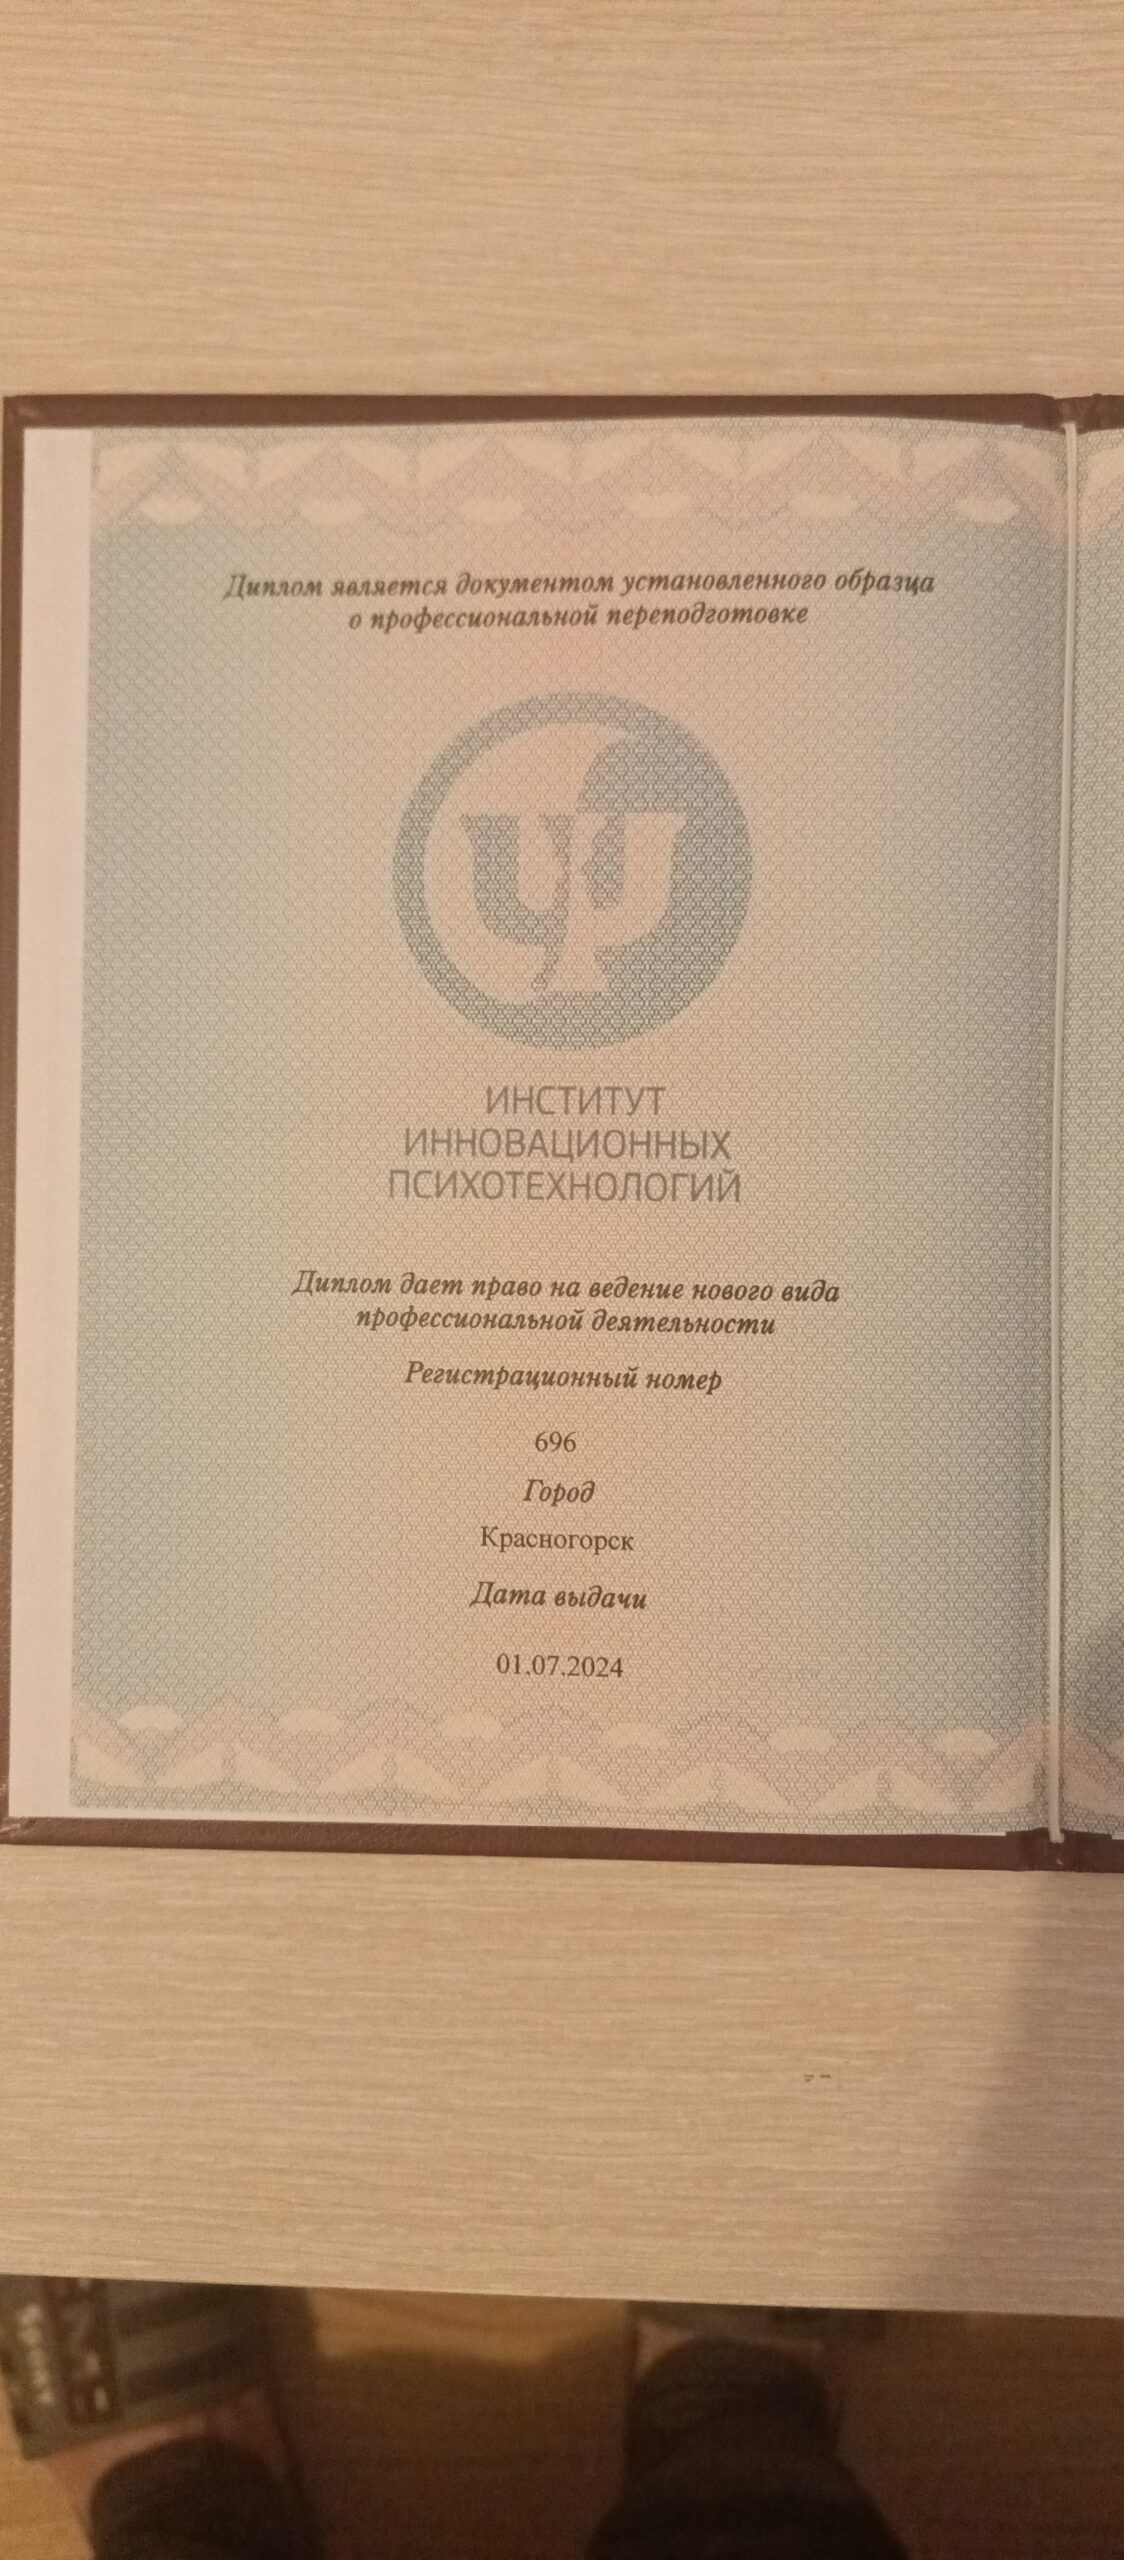 Диплом является документом установленного образца
о профессиональной переподготовке
ИНСТИТУТ
ИННОВАЦИОННЫХ
ПСИХОТЕХНОЛОГИЙ
Диплом дает право на ведение нового вида
профессиональной деятельности
Регистрационный номер
696
Город
Красногорск
Дата выдачи
01.07.2024